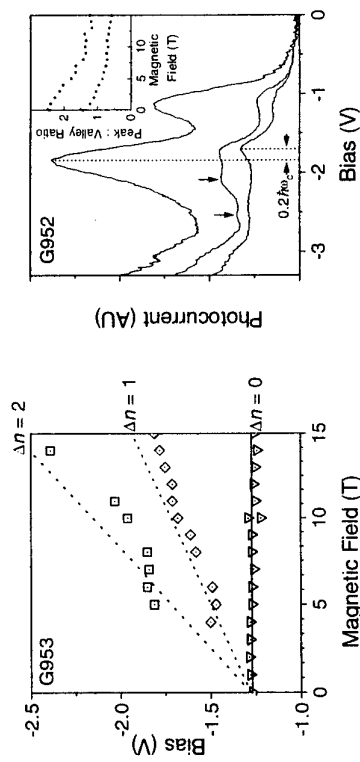 G953
Δn = 2
Δn = 1
Δn = 0
-2.5
-2.0
-1.5
-1.0
Bias (V)
0
5
10
15
Magnetic Field (T)
G952
Photocurrent (AU)
2
1
0
Peak : Valley Ratio
0
5
10
Magnetic
Field (T)
0.2ℏω_c
-3
-2
-1
0
Bias (V)